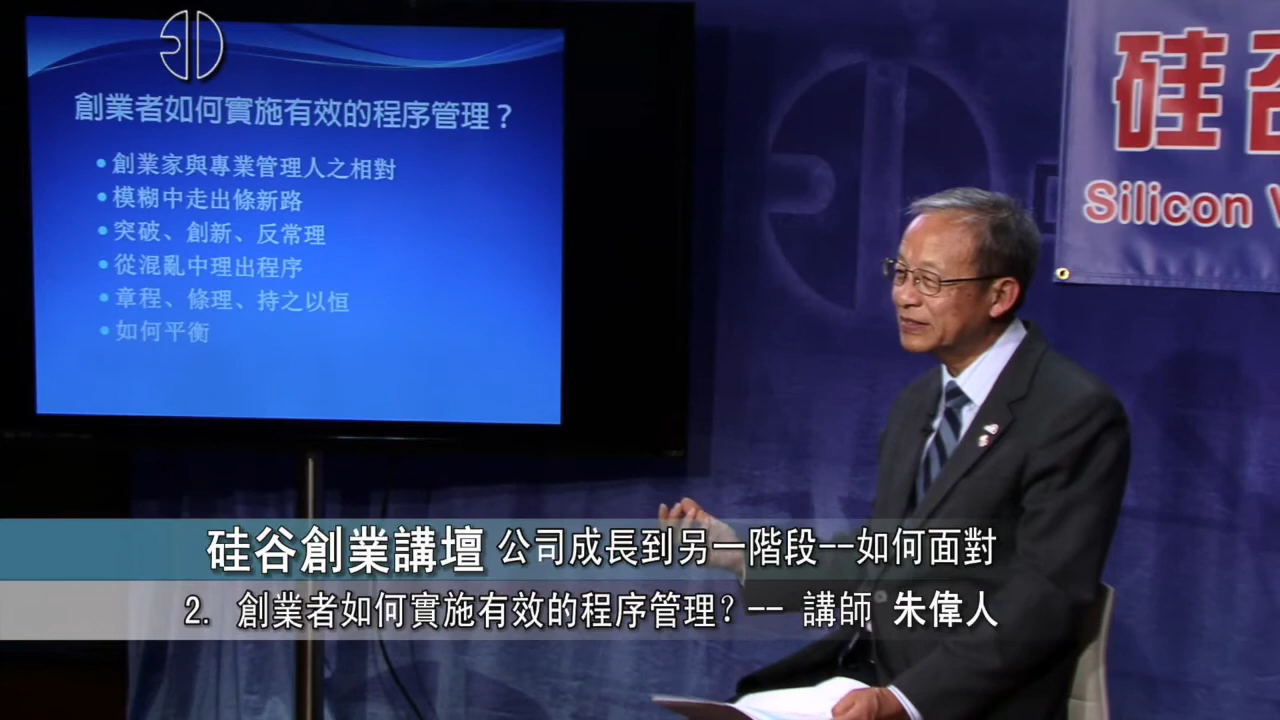 創業者如何實施有效的程序管理？
•創業家與專業管理人之相對
•模糊中走出條新路
•突破、創新、反常理
•從混亂中理出程序
•章程、條理、持之以恒
•如何平衡
硅谷
Silicon V
硅谷創業講壇 公司成長到另一階段--如何面對
2. 創業者如何實施有效的程序管理？-- 講師 朱偉人